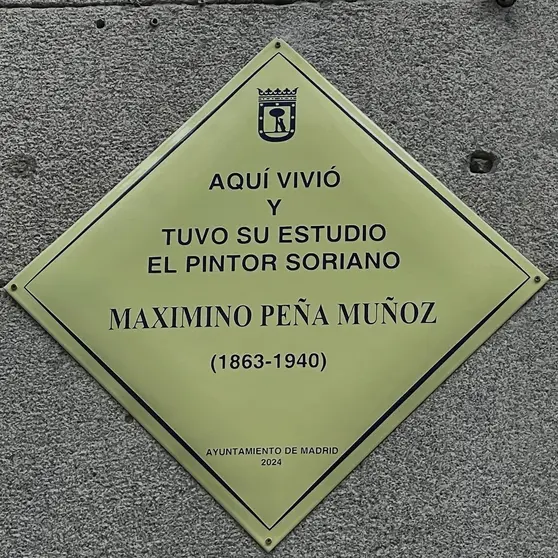 AQUÍ VIVIÓ
Y
TUVO SU ESTUDIO
EL PINTOR SORIANO
MAXIMINO PEÑA MUÑOZ
(1863-1940)
AYUNTAMIENTO DE MADRID
2024